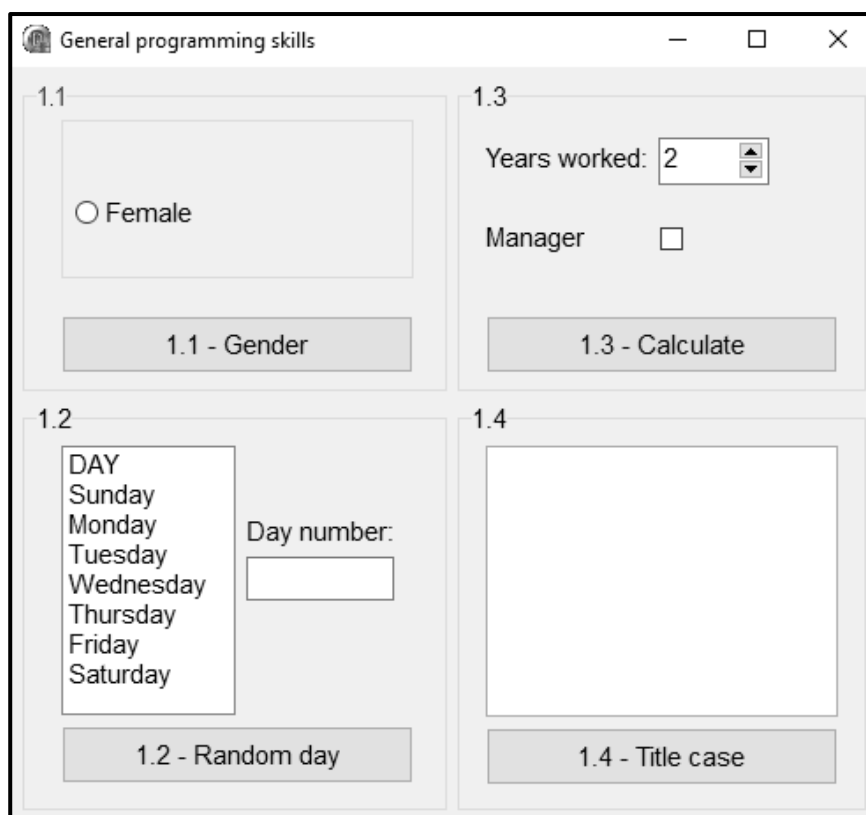 General programming skills
1.1
Female
1.1 - Gender
1.3
Years worked: 2
Manager
1.3 - Calculate
1.2
DAY
Sunday
Monday
Tuesday
Wednesday
Thursday
Friday
Saturday
Day number:
1.2 - Random day
1.4
1.4 - Title case